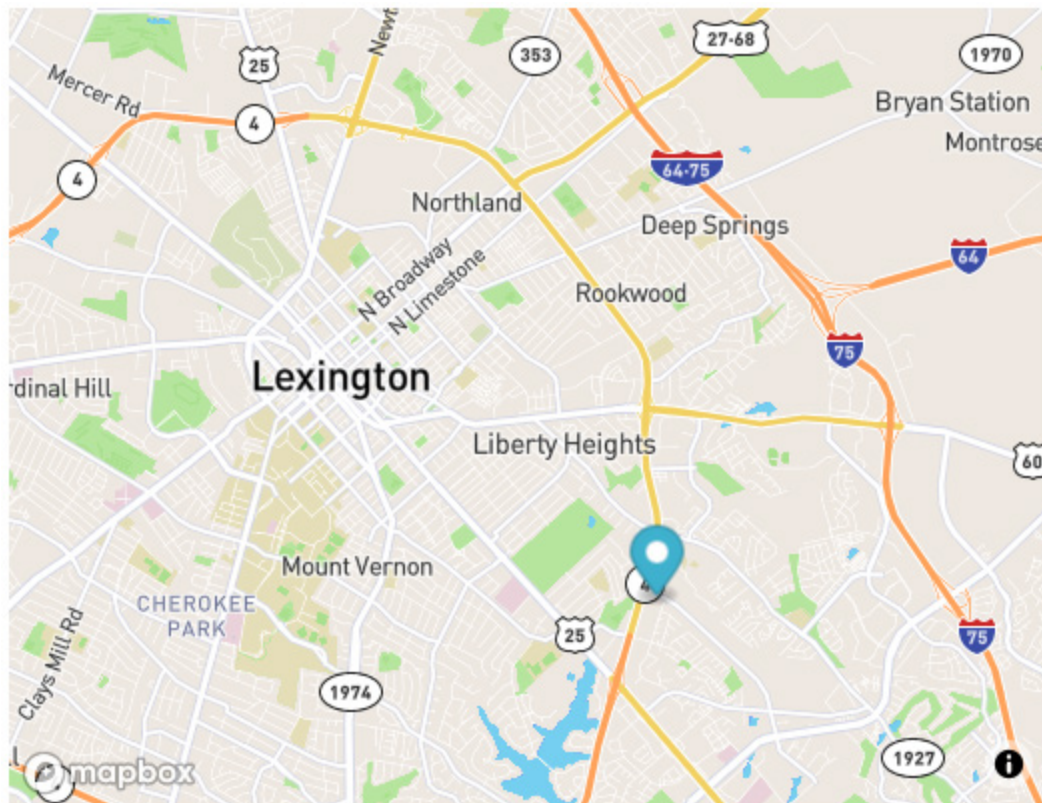 Newt
27-68
353
1970
25
Mercer Rd
Bryan Station
4
Montrose
64-75
4
Northland
Deep Springs
N Broadway
N Limestone
64
Rookwood
75
Lexington
rdinal Hill
Liberty Heights
60
4
Mount Vernon
CHEROKEE
PARK
25
75
Clays Mill Rd
1974
1927
mapbox
i